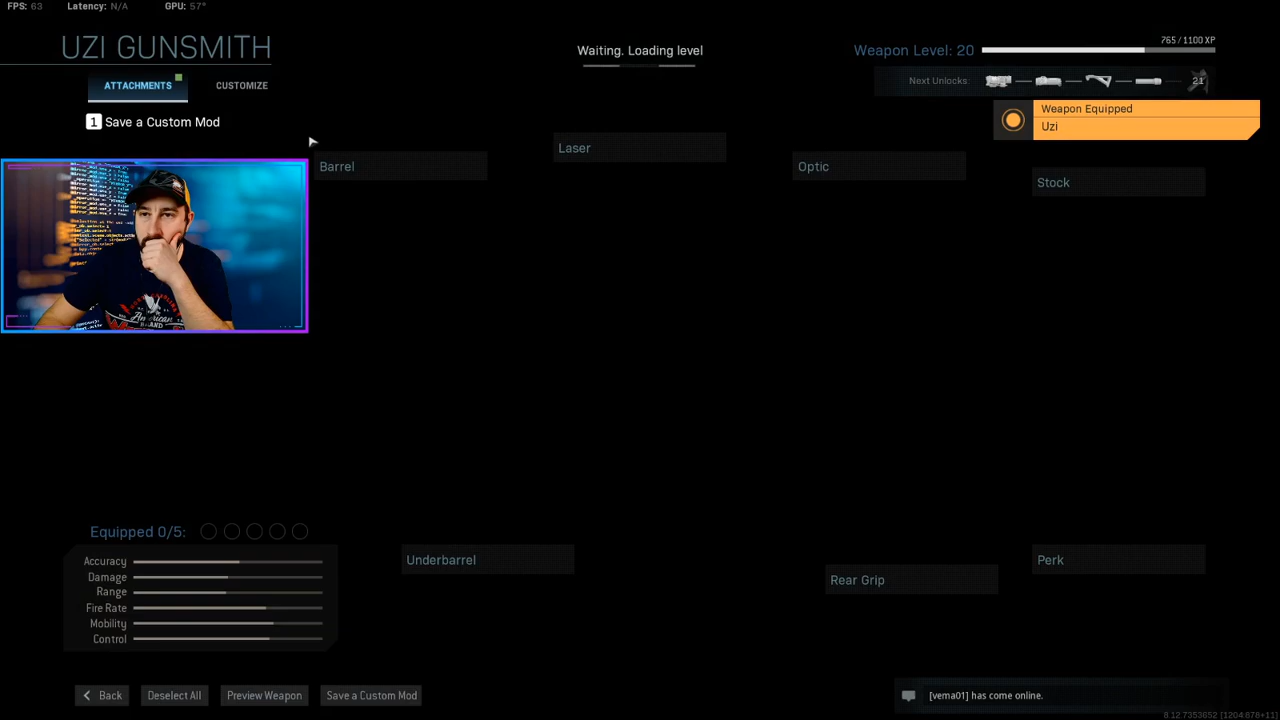 FPS: 63 Latency: N/A GPU: 57°
UZI GUNSMITH
Waiting. Loading level
Weapon Level: 20
765 / 1100 XP
ATTACHMENTS
CUSTOMIZE
Next Unlocks:
21
1 Save a Custom Mod
Weapon Equipped
Uzi
Barrel
Laser
Optic
Stock
Equipped 0/5:
Accuracy
Damage
Range
Fire Rate
Mobility
Control
Underbarrel
Rear Grip
Perk
Back
Deselect All
Preview Weapon
Save a Custom Mod
[vema01] has come online.